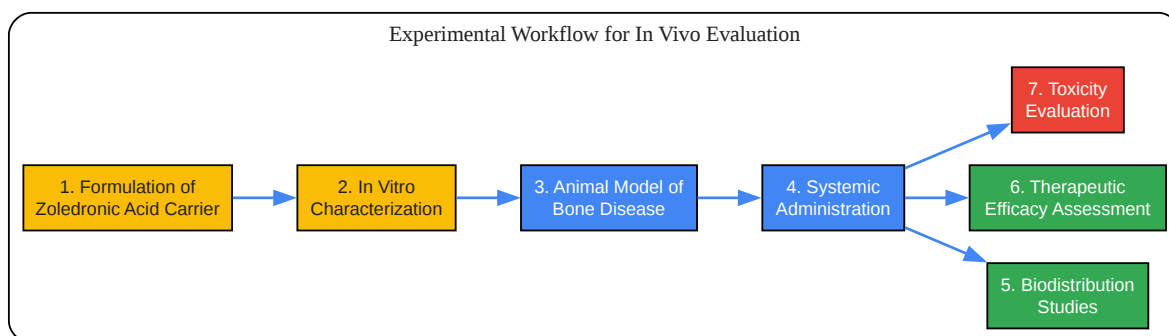 Experimental Workflow for In Vivo Evaluation
1. Formulation of
Zoledronic Acid Carrier
2. In Vitro
Characterization
3. Animal Model of
Bone Disease
4. Systemic
Administration
7. Toxicity
Evaluation
6. Therapeutic
Efficacy Assessment
5. Biodistribution
Studies